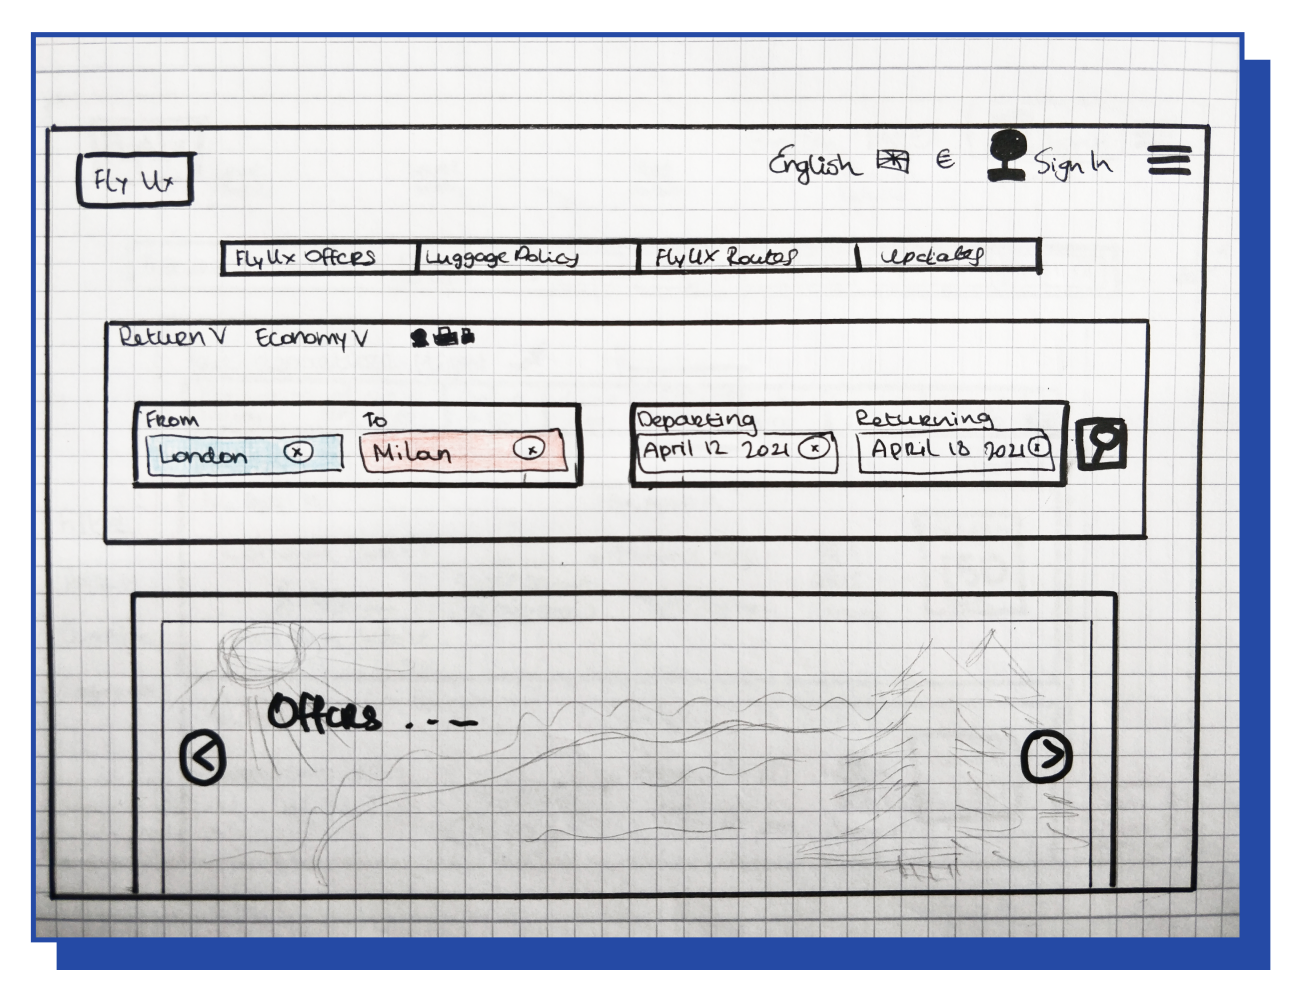 Fly Ux
English € Sign In
FlyUx Offers Luggage Policy FlyUX Routes Updates
Return V Economy V
From To Departing Returning
London x Milan x April 12 2021 x April 18 2021 x
Offers ...
< >